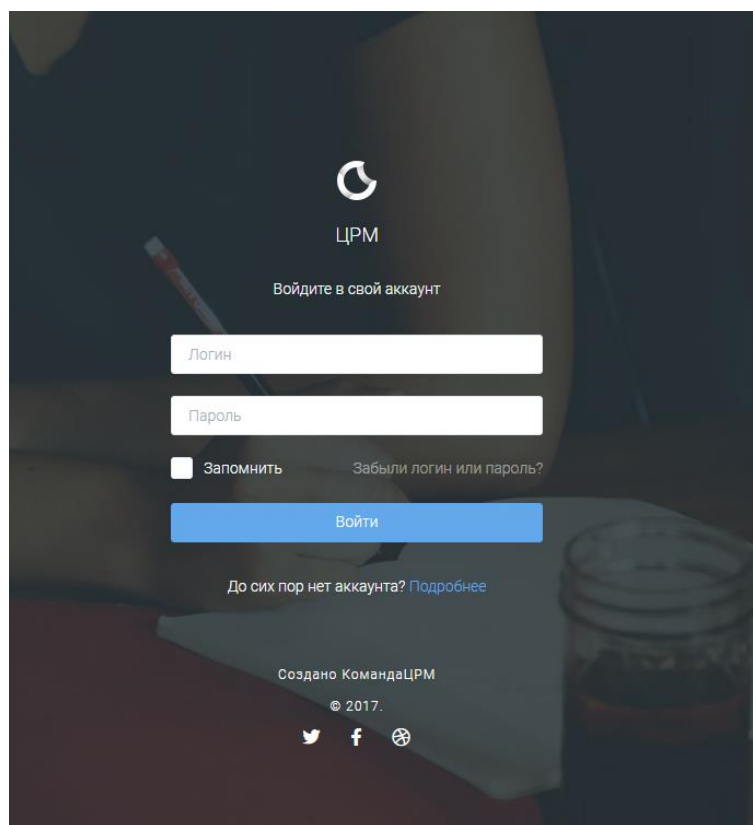 ЦРМ
Войдите в свой аккаунт
Логин
Пароль
Запомнить Забыли логин или пароль?
Войти
До сих пор нет аккаунта? Подробнее
Создано КомандаЦРМ
© 2017.